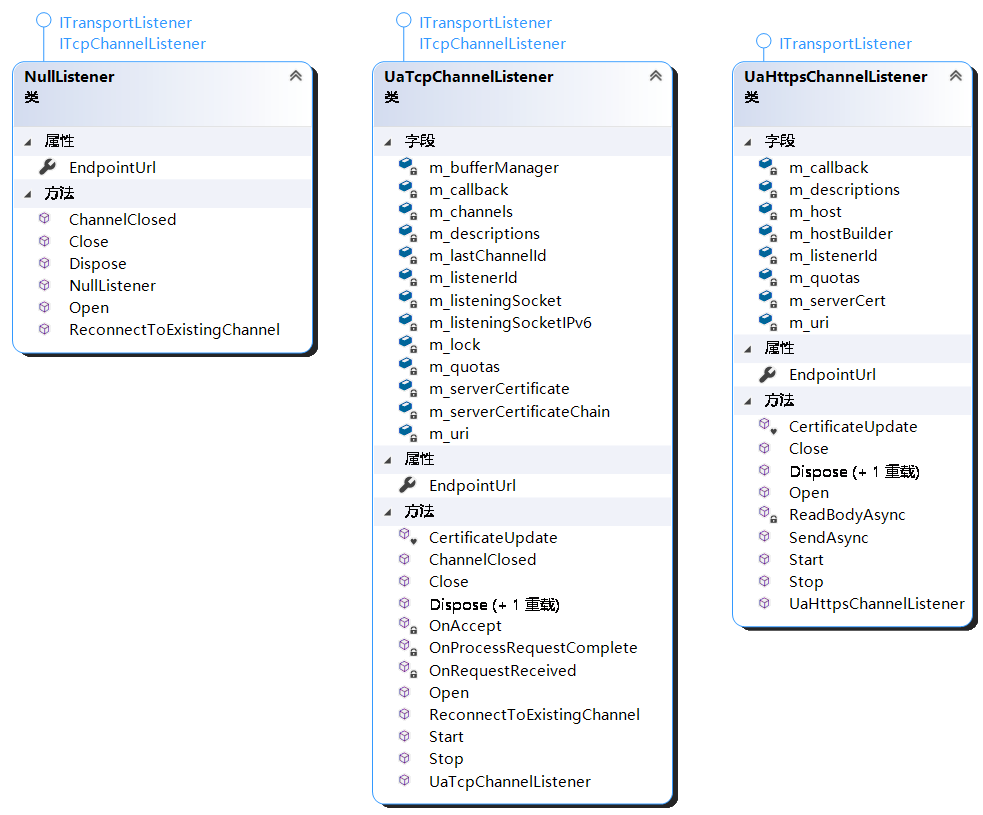 ITransportListener
ITcpChannelListener
NullListener
类
属性
EndpointUrl
方法
ChannelClosed
Close
Dispose
NullListener
Open
ReconnectToExistingChannel
ITransportListener
ITcpChannelListener
UaTcpChannelListener
类
字段
m_bufferManager
m_callback
m_channels
m_descriptions
m_lastChannelId
m_listenerId
m_listeningSocket
m_listeningSocketIPv6
m_lock
m_quotas
m_serverCertificate
m_serverCertificateChain
m_uri
属性
EndpointUrl
方法
CertificateUpdate
ChannelClosed
Close
Dispose (+ 1 重载)
OnAccept
OnProcessRequestComplete
OnRequestReceived
Open
ReconnectToExistingChannel
Start
Stop
UaTcpChannelListener
ITransportListener
UaHttpsChannelListener
类
字段
m_callback
m_descriptions
m_host
m_hostBuilder
m_listenerId
m_quotas
m_serverCert
m_uri
属性
EndpointUrl
方法
CertificateUpdate
Close
Dispose (+ 1 重载)
Open
ReadBodyAsync
SendAsync
Start
Stop
UaHttpsChannelListener